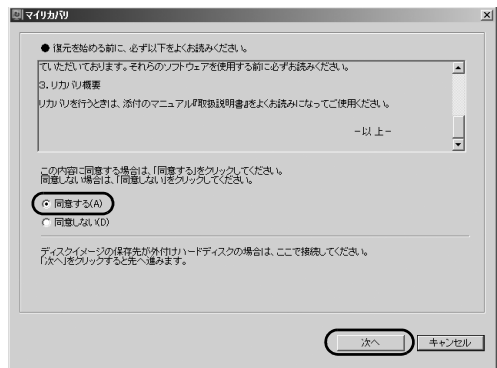 マイリカバリ
● 復元を始める前に、必ず以下をよくお読みください。
ていただいております。それらのソフトウェアを使用する前に必ずお読みください。
3. リカバリ概要
リカバリを行うときは、添付のマニュアル『取扱説明書』をよくお読みになってご使用ください。
－以 上－
この内容に同意する場合は、「同意する」をクリックしてください。
同意しない場合は、「同意しない」をクリックしてください。
同意する(A)
同意しない(D)
ディスクイメージの保存先が外付けハードディスクの場合は、ここで接続してください。
「次へ」をクリックすると先へ進みます。
次へ
キャンセル